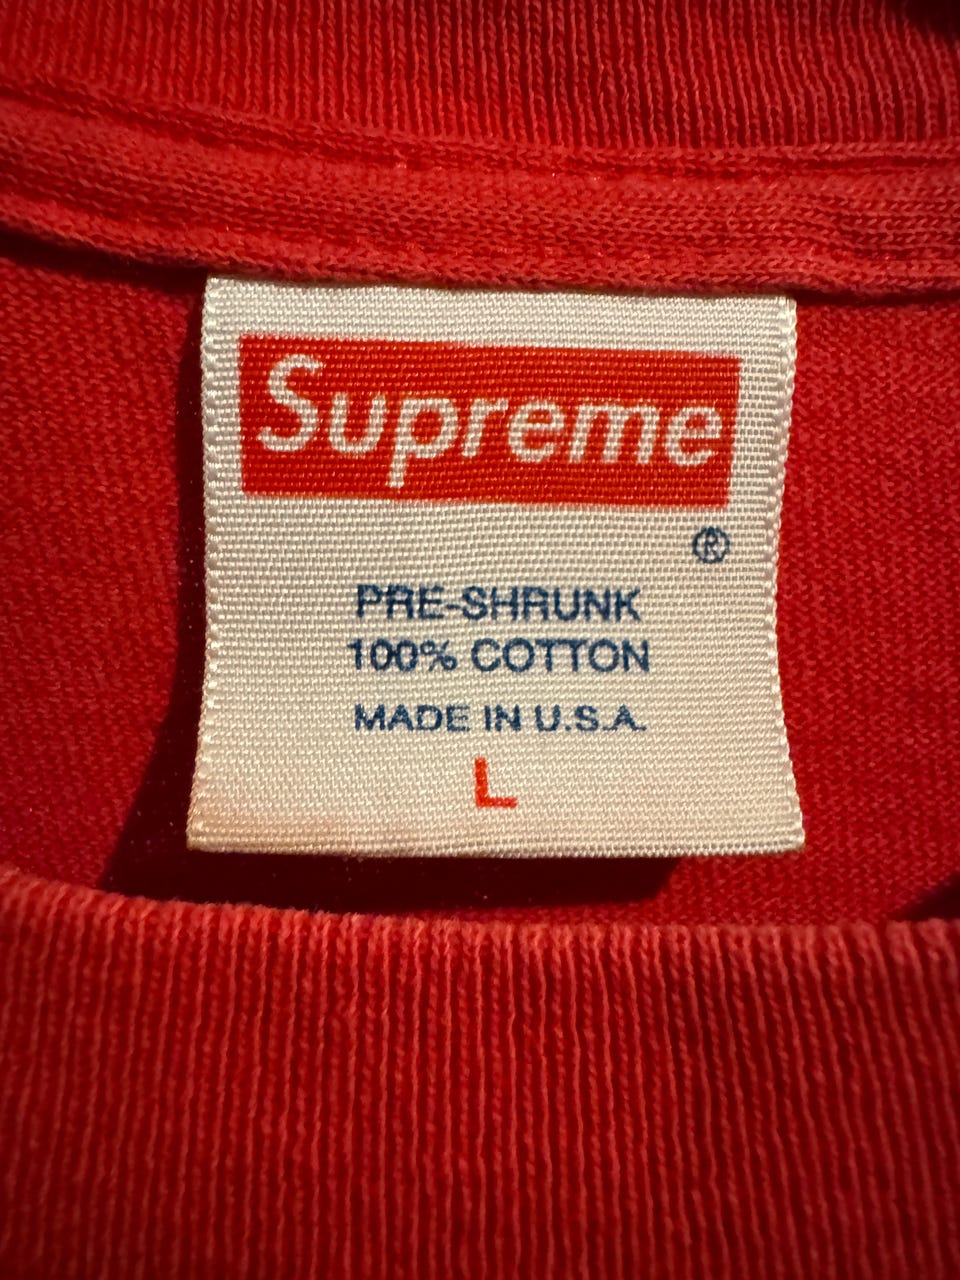 Supreme
®
PRE-SHRUNK
100% COTTON
MADE IN U.S.A.
L